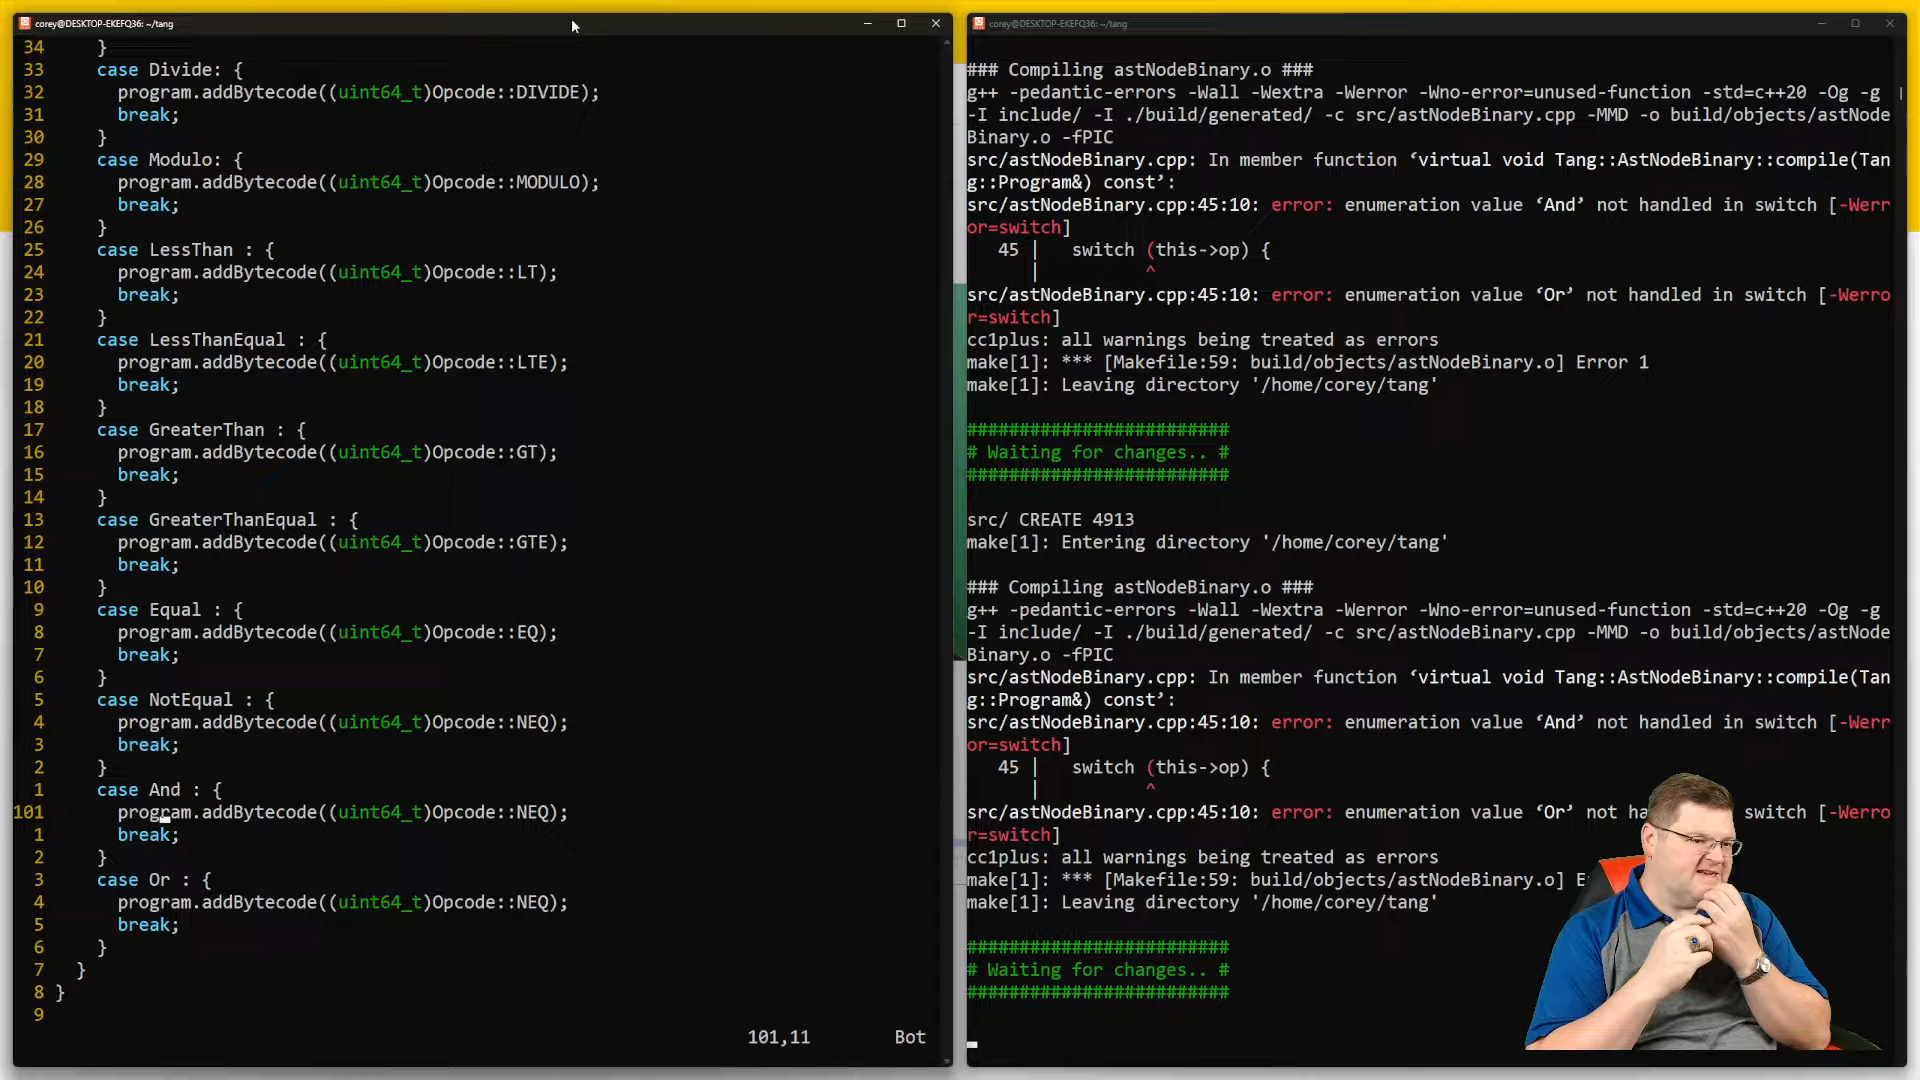 corey@DESKTOP-EKEFQ36: ~/tang
34     }
33     case Divide: {
32       program.addBytecode((uint64_t)Opcode::DIVIDE);
31       break;
30     }
29     case Modulo: {
28       program.addBytecode((uint64_t)Opcode::MODULO);
27       break;
26     }
25     case LessThan : {
24       program.addBytecode((uint64_t)Opcode::LT);
23       break;
22     }
21     case LessThanEqual : {
20       program.addBytecode((uint64_t)Opcode::LTE);
19       break;
18     }
17     case GreaterThan : {
16       program.addBytecode((uint64_t)Opcode::GT);
15       break;
14     }
13     case GreaterThanEqual : {
12       program.addBytecode((uint64_t)Opcode::GTE);
11       break;
10     }
9     case Equal : {
8       program.addBytecode((uint64_t)Opcode::EQ);
7       break;
6     }
5     case NotEqual : {
4       program.addBytecode((uint64_t)Opcode::NEQ);
3       break;
2     }
1     case And : {
101       program.addBytecode((uint64_t)Opcode::NEQ);
1       break;
2     }
3     case Or : {
4       program.addBytecode((uint64_t)Opcode::NEQ);
5       break;
6     }
7   }
8 }
9
101,11 Bot
corey@DESKTOP-EKEFQ36: ~/tang
### Compiling astNodeBinary.o ###
g++ -pedantic-errors -Wall -Wextra -Werror -Wno-error=unused-function -std=c++20 -Og -g
-I include/ -I ./build/generated/ -c src/astNodeBinary.cpp -MMD -o build/objects/astNode
Binary.o -fPIC
src/astNodeBinary.cpp: In member function ‘virtual void Tang::AstNodeBinary::compile(Tan
g::Program&) const’:
src/astNodeBinary.cpp:45:10: error: enumeration value ‘And’ not handled in switch [-Werr
or=switch]
45 |   switch (this->op) {
|          ^
src/astNodeBinary.cpp:45:10: error: enumeration value ‘Or’ not handled in switch [-Werro
r=switch]
cc1plus: all warnings being treated as errors
make[1]: *** [Makefile:59: build/objects/astNodeBinary.o] Error 1
make[1]: Leaving directory '/home/corey/tang'
#########################
# Waiting for changes.. #
#########################
src/ CREATE 4913
make[1]: Entering directory '/home/corey/tang'
### Compiling astNodeBinary.o ###
g++ -pedantic-errors -Wall -Wextra -Werror -Wno-error=unused-function -std=c++20 -Og -g
-I include/ -I ./build/generated/ -c src/astNodeBinary.cpp -MMD -o build/objects/astNode
Binary.o -fPIC
src/astNodeBinary.cpp: In member function ‘virtual void Tang::AstNodeBinary::compile(Tan
g::Program&) const’:
src/astNodeBinary.cpp:45:10: error: enumeration value ‘And’ not handled in switch [-Werr
or=switch]
45 |   switch (this->op) {
|          ^
src/astNodeBinary.cpp:45:10: error: enumeration value ‘Or’ not ha switch [-Werro
r=switch]
cc1plus: all warnings being treated as errors
make[1]: *** [Makefile:59: build/objects/astNodeBinary.o] E
make[1]: Leaving directory '/home/corey/tang'
#########################
# Waiting for changes.. #
#########################